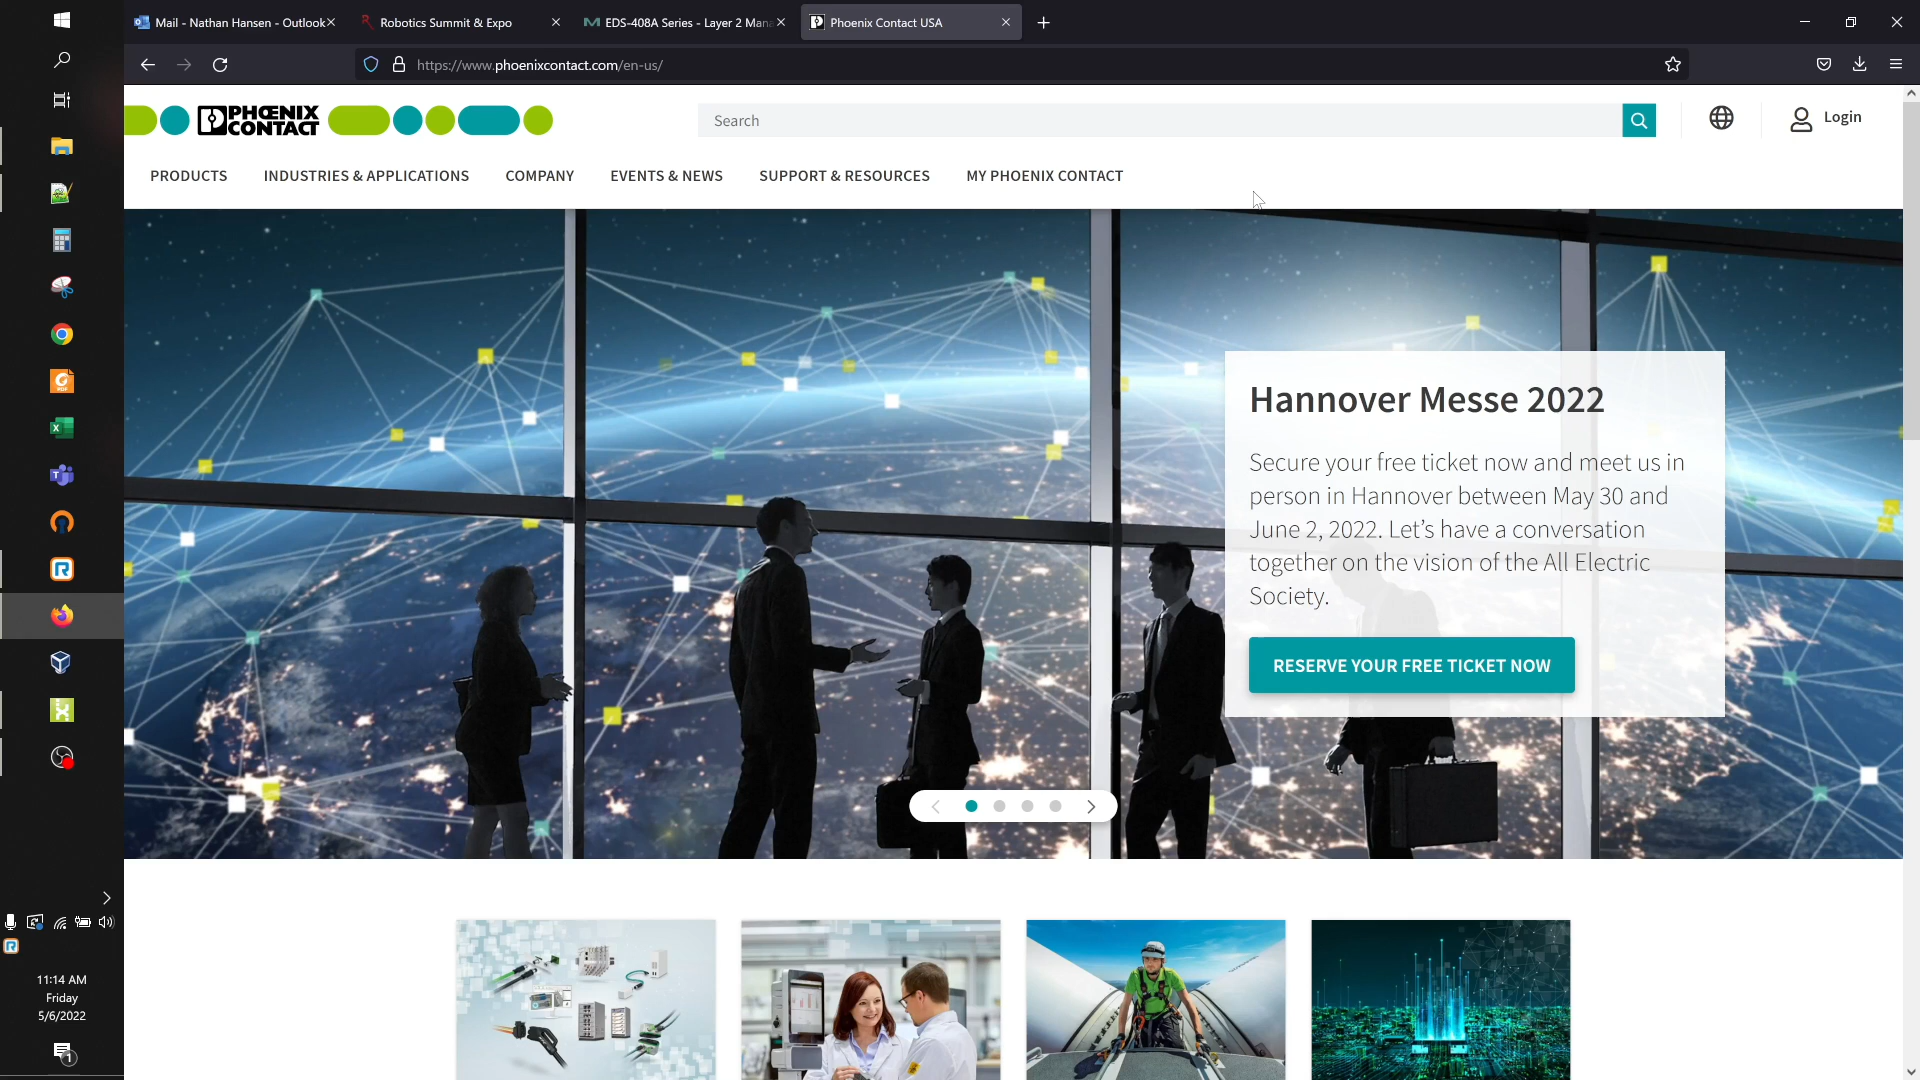 Mail - Nathan Hansen - Outlook
Robotics Summit & Expo
EDS-408A Series - Layer 2 Mana
Phoenix Contact USA
https://www.phoenixcontact.com/en-us/
PHŒNIX
CONTACT
Search
Login
PRODUCTS
INDUSTRIES & APPLICATIONS
COMPANY
EVENTS & NEWS
SUPPORT & RESOURCES
MY PHOENIX CONTACT
Hannover Messe 2022
Secure your free ticket now and meet us in
person in Hannover between May 30 and
June 2, 2022. Let’s have a conversation
together on the vision of the All Electric
Society.
RESERVE YOUR FREE TICKET NOW
11:14 AM
Friday
5/6/2022
1